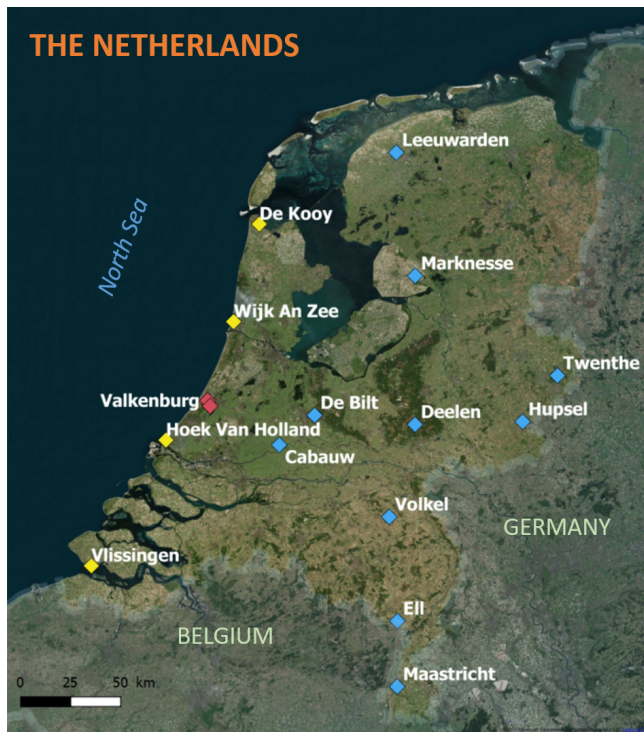 THE NETHERLANDS
Leeuwarden
De Kooy
North Sea
Marknesse
Wijk An Zee
Twenthe
Valkenburg
De Bilt
Deelen
Hupsel
Hoek Van Holland
Cabauw
Volkel
GERMANY
Vlissingen
Ell
BELGIUM
Maastricht
0 25 50 km